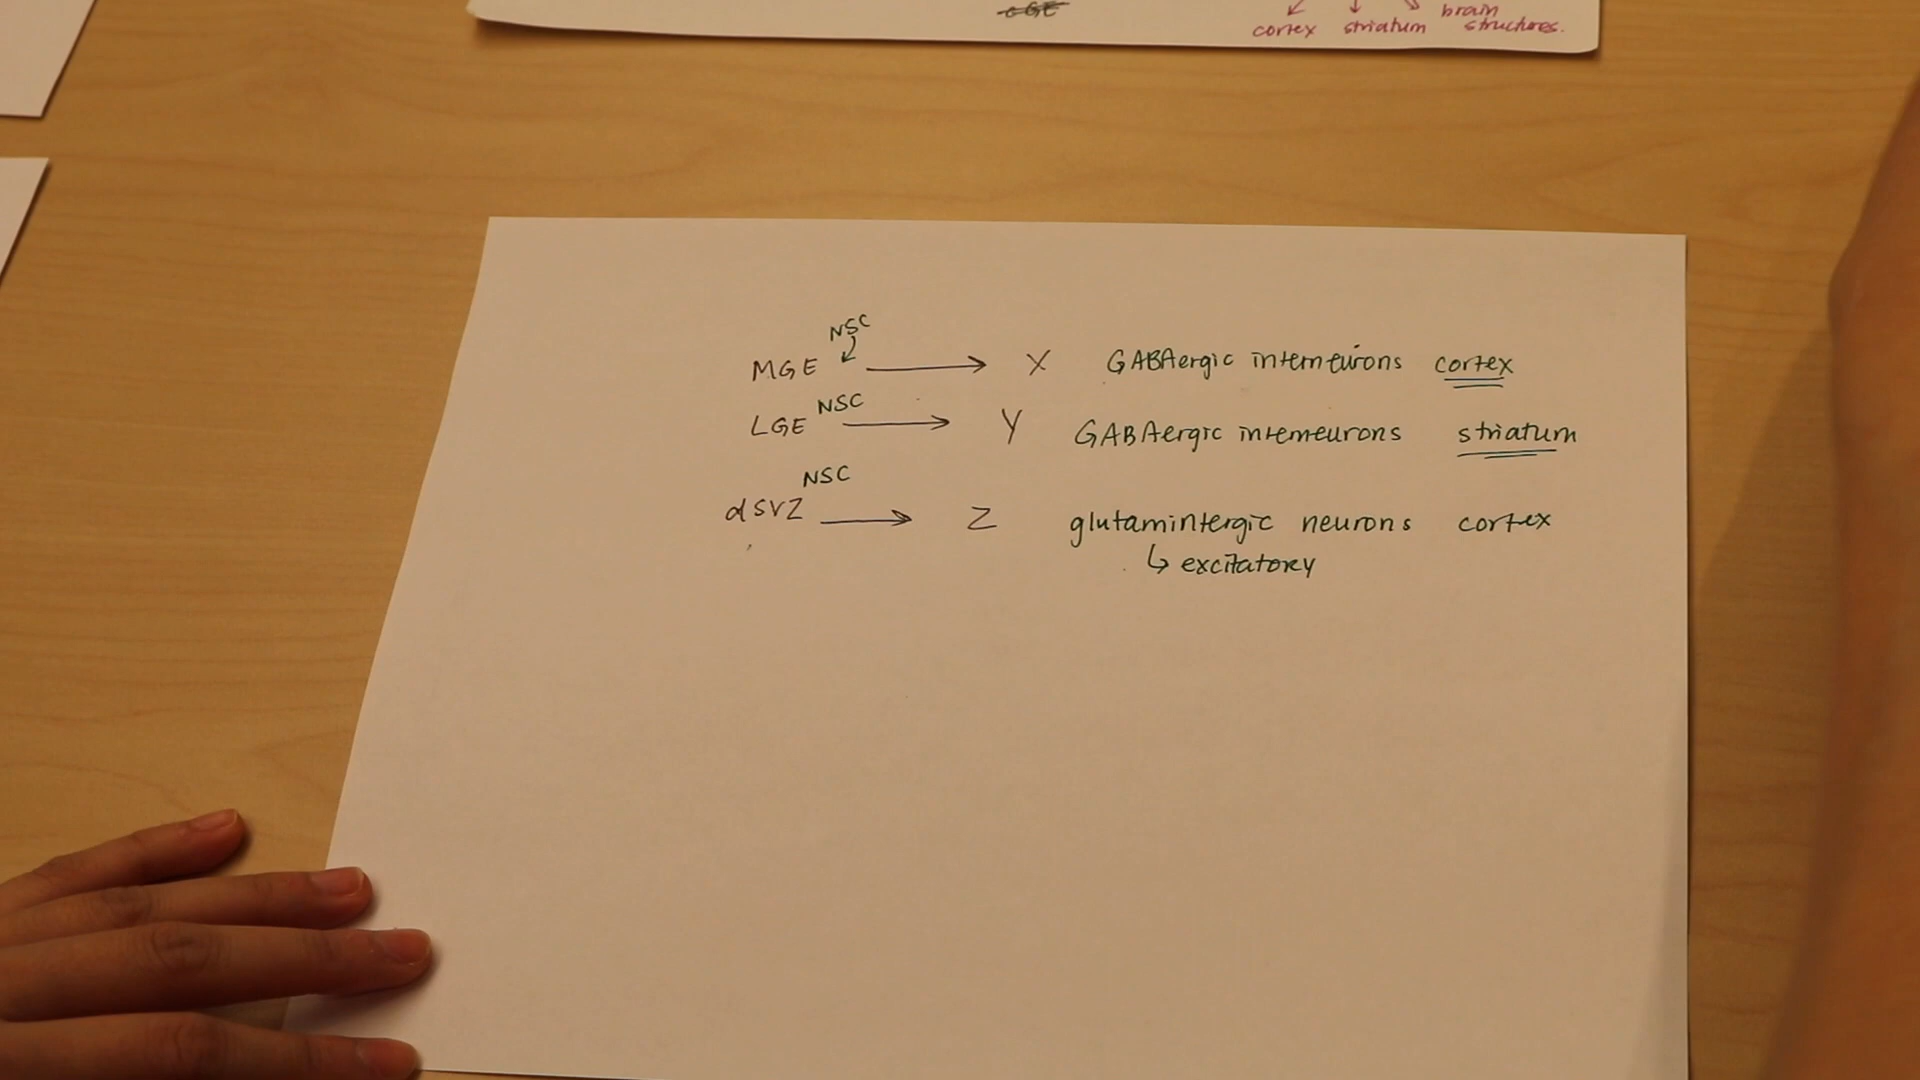 cGE
brain
cortex striatum structures.
NSC
MGE → X GABAergic interneurons cortex
NSC
LGE → Y GABAergic interneurons striatum
NSC
dSVZ → Z glutamintergic neurons cortex
↳ excitatory